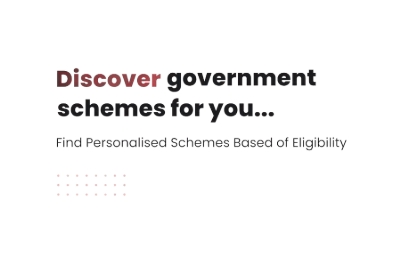 Discover government
schemes for you...
Find Personalised Schemes Based of Eligibility